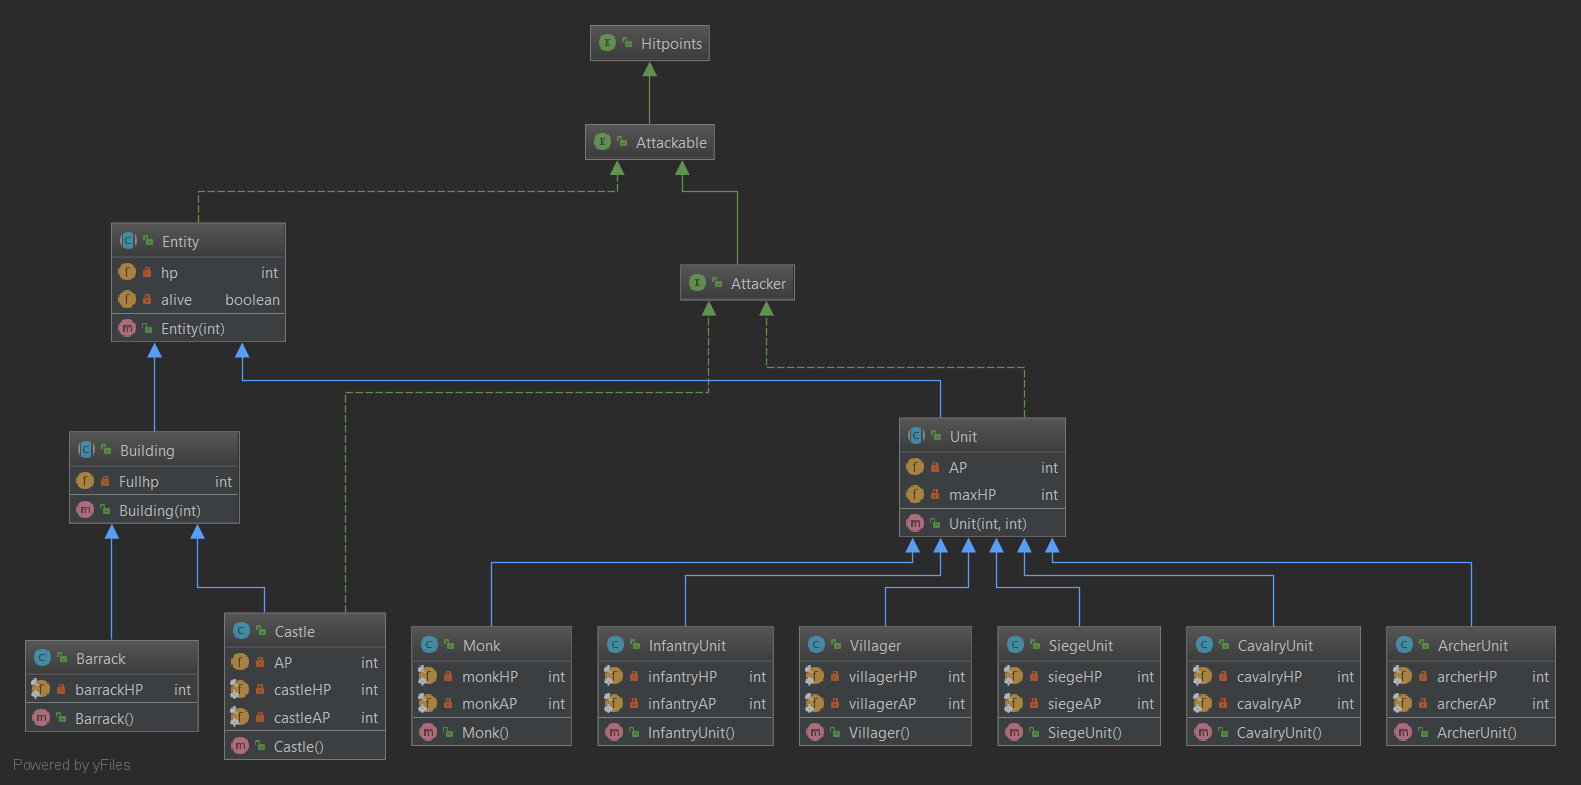 Hitpoints
Attackable
Entity
hp int
alive boolean
Entity(int)
Attacker
Building
Fullhp int
Building(int)
Unit
AP int
maxHP int
Unit(int, int)
Barrack
barrackHP int
Barrack()
Castle
AP int
castleHP int
castleAP int
Castle()
Monk
monkHP int
monkAP int
Monk()
InfantryUnit
infantryHP int
infantryAP int
InfantryUnit()
Villager
villagerHP int
villagerAP int
Villager()
SiegeUnit
siegeHP int
siegeAP int
SiegeUnit()
CavalryUnit
cavalryHP int
cavalryAP int
CavalryUnit()
ArcherUnit
archerHP int
archerAP int
ArcherUnit()
Powered by yFiles